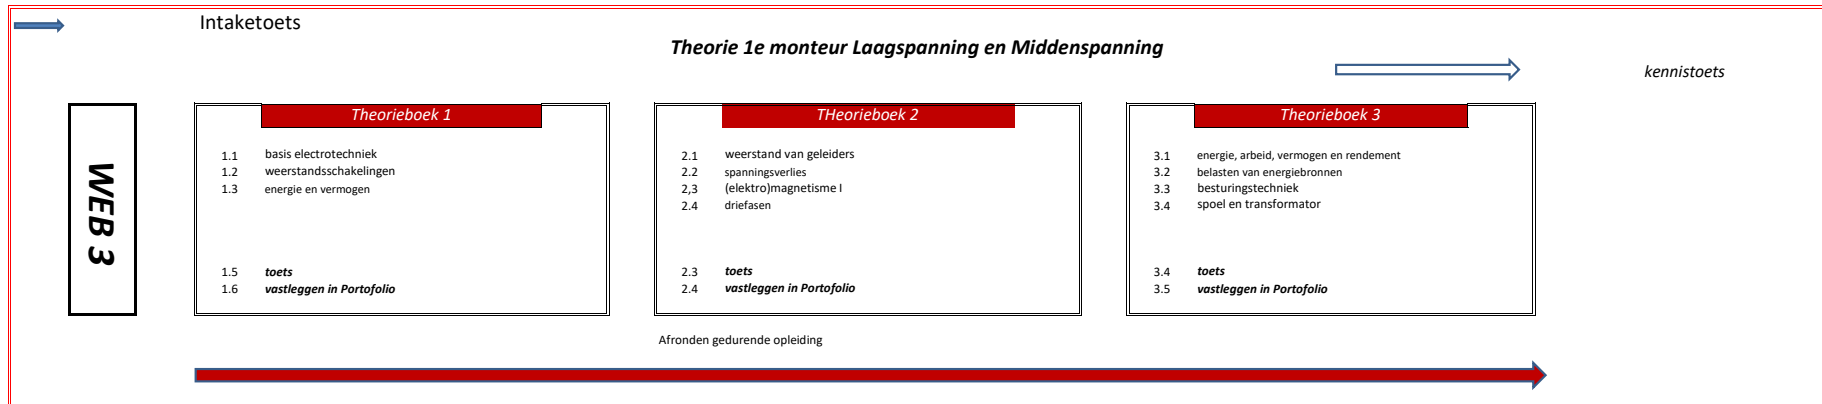 Intaketoets
Theorie 1e monteur Laagspanning en Middenspanning
kennistoets
WEB 3
Theorieboek 1
1.1 basis electrotechniek
1.2 weerstandsschakelingen
1.3 energie en vermogen
1.5 toets
1.6 vastleggen in Portofolio
THeorieboek 2
2.1 weerstand van geleiders
2.2 spanningsverlies
2,3 (elektro)magnetisme I
2.4 driefasen
2.3 toets
2.4 vastleggen in Portofolio
Theorieboek 3
3.1 energie, arbeid, vermogen en rendement
3.2 belasten van energiebronnen
3.3 besturingstechniek
3.4 spoel en transformator
3.4 toets
3.5 vastleggen in Portofolio
Afronden gedurende opleiding